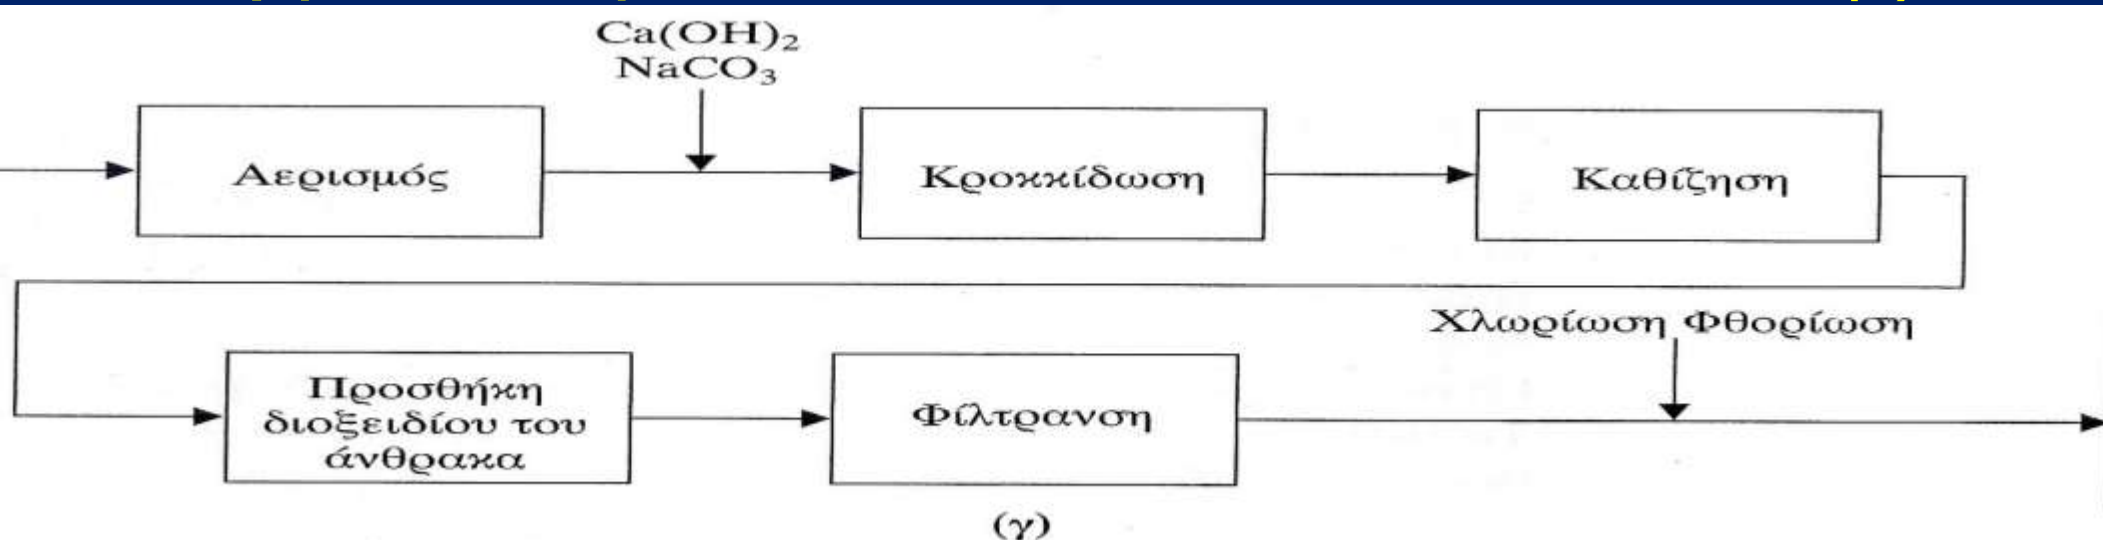 Ca(OH)₂
NaCO₃
Αερισμός
Κροκκίδωση
Καθίζηση
Χλωρίωση Φθορίωση
Προσθήκη
διοξειδίου του
άνθρακα
Φίλτρανση
(γ)